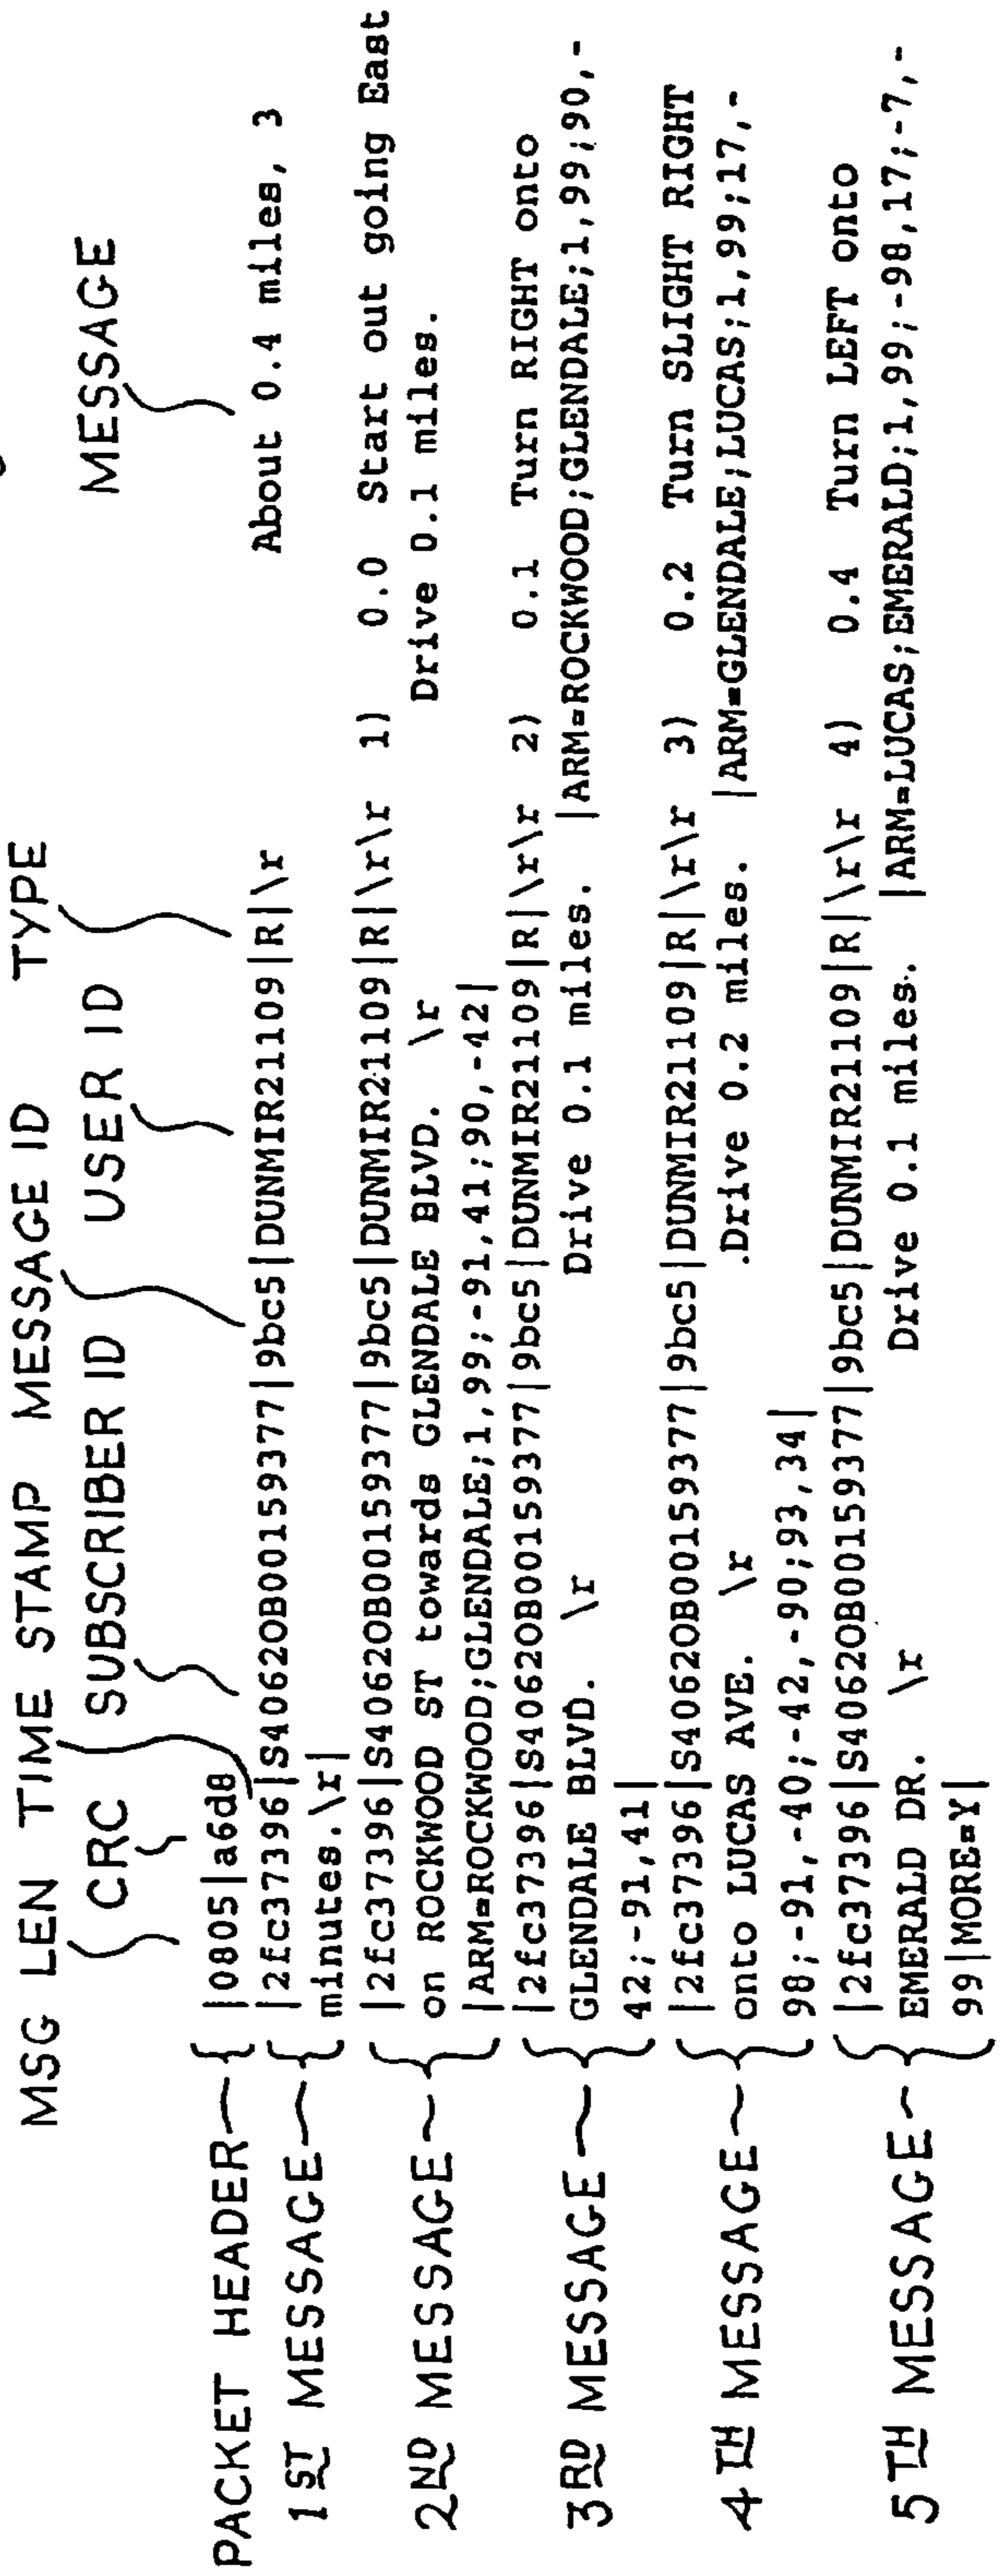 MSG LEN TIME STAMP MESSAGE ID TYPE
CRC SUBSCRIBER ID USER ID MESSAGE
PACKET HEADER |0805|a6d8
1ST MESSAGE |2fc37396|S4062OB00159377|9bc5|DUNMIR21109|R|\r About 0.4 miles, 3
minutes.\r|
2ND MESSAGE |2fc37396|S4062OB00159377|9bc5|DUNMIR21109|R|\r\r 1) 0.0 Start out going East
on ROCKWOOD ST towards GLENDALE BLVD. \r Drive 0.1 miles.
|ARM=ROCKWOOD;GLENDALE;1,99;-91,41;90,-42|
3RD MESSAGE |2fc37396|S4062OB00159377|9bc5|DUNMIR21109|R|\r\r 2) 0.1 Turn RIGHT onto
GLENDALE BLVD. \r Drive 0.1 miles. |ARM=ROCKWOOD;GLENDALE;1,99;90,-
42;-91,41|
4TH MESSAGE |2fc37396|S4062OB00159377|9bc5|DUNMIR21109|R|\r\r 3) 0.2 Turn SLIGHT RIGHT
onto LUCAS AVE. \r .Drive 0.2 miles. |ARM=GLENDALE;LUCAS;1,99;17,-
98;-91,-40;-42,-90;93,34|
5TH MESSAGE |2fc37396|S4062OB00159377|9bc5|DUNMIR21109|R|\r\r 4) 0.4 Turn LEFT onto
EMERALD DR. \r Drive 0.1 miles. |ARM=LUCAS;EMERALD;1,99;-98,17;-7,-
99|MORE=Y|